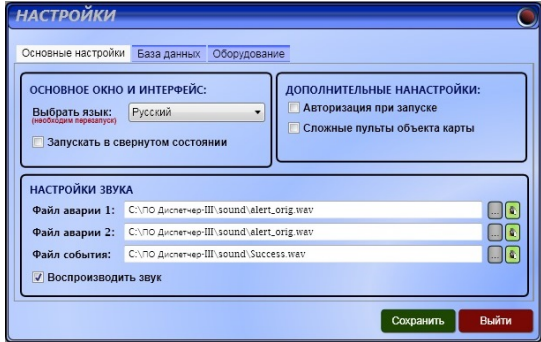 НАСТРОЙКИ
Основные настройки База данных Оборудование
ОСНОВНОЕ ОКНО И ИНТЕРФЕЙС:
Выбрать язык: Русский
(необходим перезапуск)
Запускать в свернутом состоянии
ДОПОЛНИТЕЛЬНЫЕ НАНАСТРОЙКИ:
Авторизация при запуске
Сложные пульты объекта карты
НАСТРОЙКИ ЗВУКА
Файл аварии 1: C:\ПО Диспетчер-III\sound\alert_orig.wav ...
Файл аварии 2: C:\ПО Диспетчер-III\sound\alert_orig.wav ...
Файл события: C:\ПО Диспетчер-III\sound\Success.wav ...
Воспроизводить звук
Сохранить Выйти